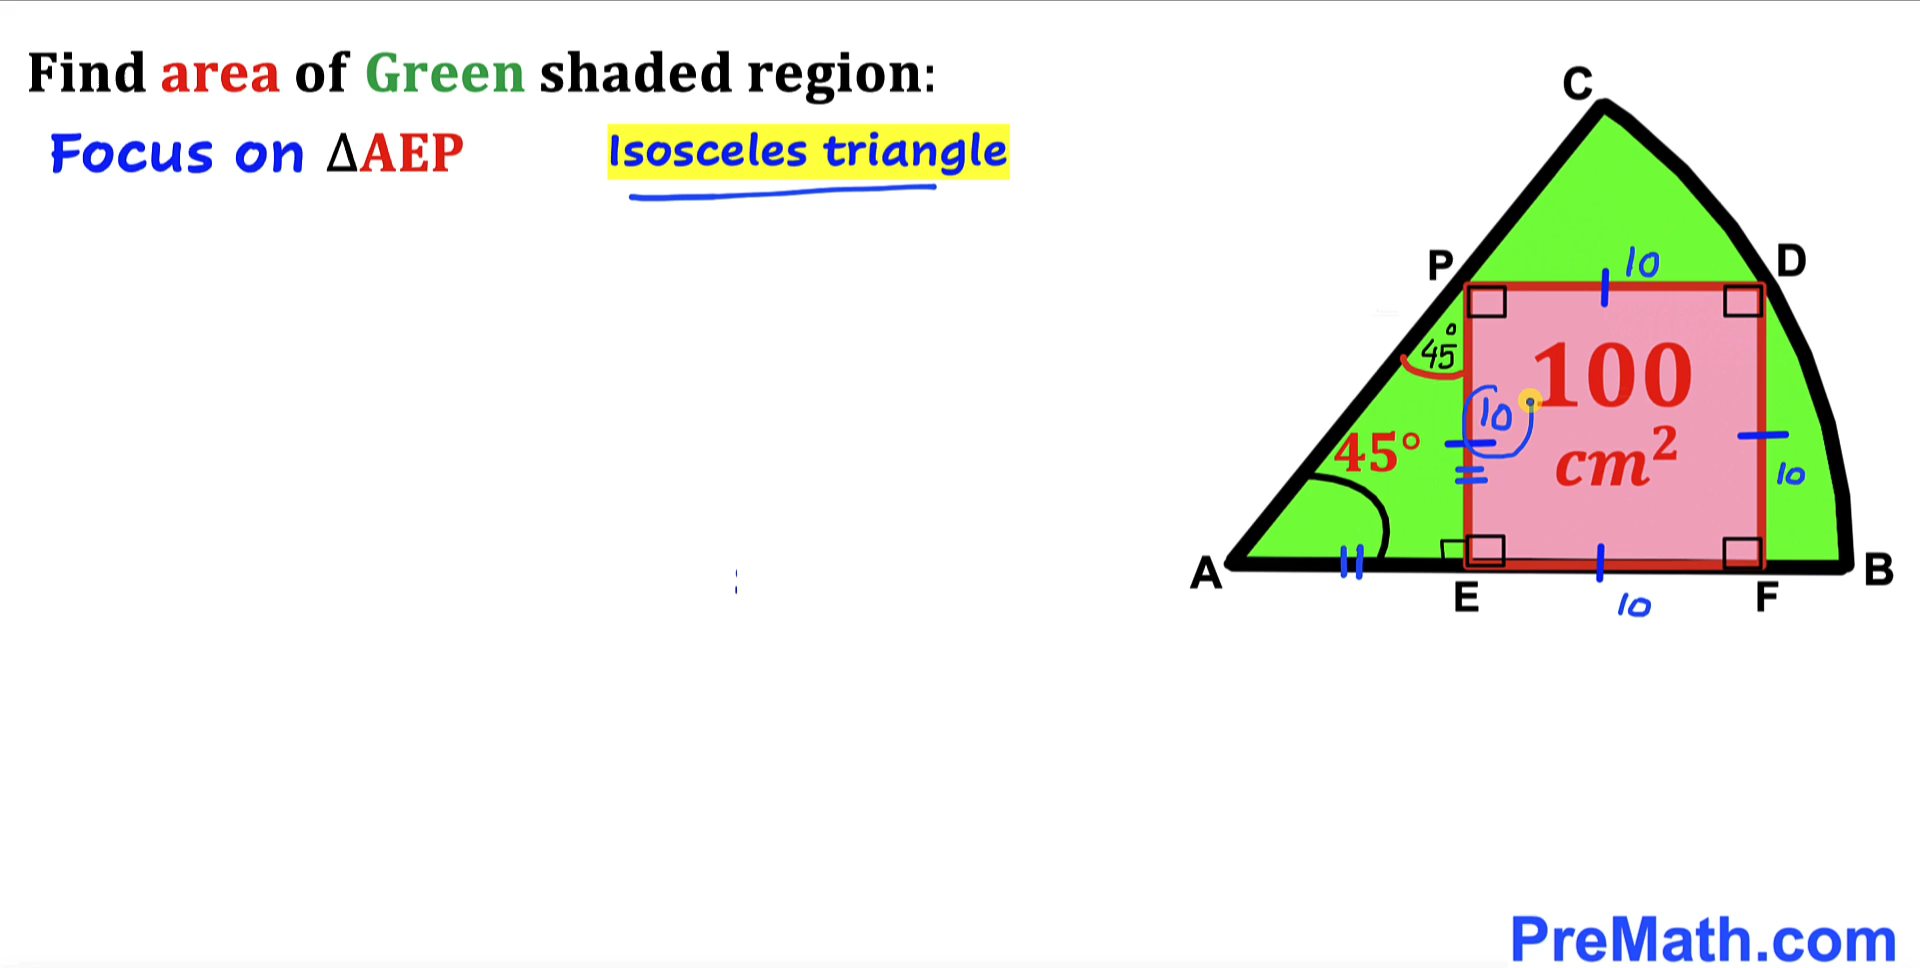 Find area of Green shaded region:
Focus on ΔAEP
Isosceles triangle
C
P
10
D
45°
10
100
cm²
45°
10
A
B
E
F
10
PreMath.com